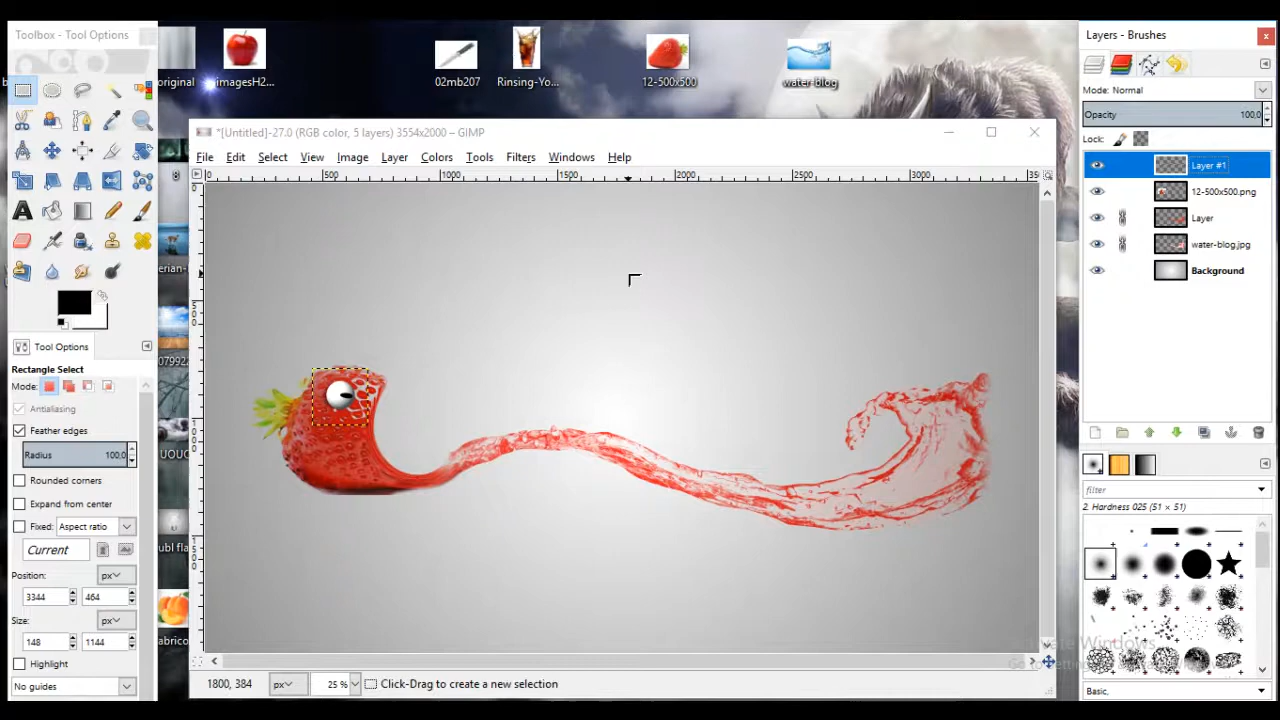 Toolbox - Tool Options
original
imagesH2...
02mb207
Rinsing-Yo...
12-500x500
water-blog
Layers - Brushes
*[Untitled]-27.0 (RGB color, 5 layers) 3554x2000 – GIMP
File Edit Select View Image Layer Colors Tools Filters Windows Help
0 500 1000 1500 2000 2500 3000
Mode: Normal
Opacity 100,0
Lock:
Layer #1
12-500x500.png
Layer
water-blog.jpg
Background
Tool Options
Rectangle Select
Mode:
Antialiasing
Feather edges
Radius 100,0
Rounded corners
Expand from center
Fixed: Aspect ratio
Current
Position: px
3344 464
Size: px
148 1144
Highlight
No guides
filter
2. Hardness 025 (51 × 51)
Basic,
1800, 384 px 25 % Click-Drag to create a new selection